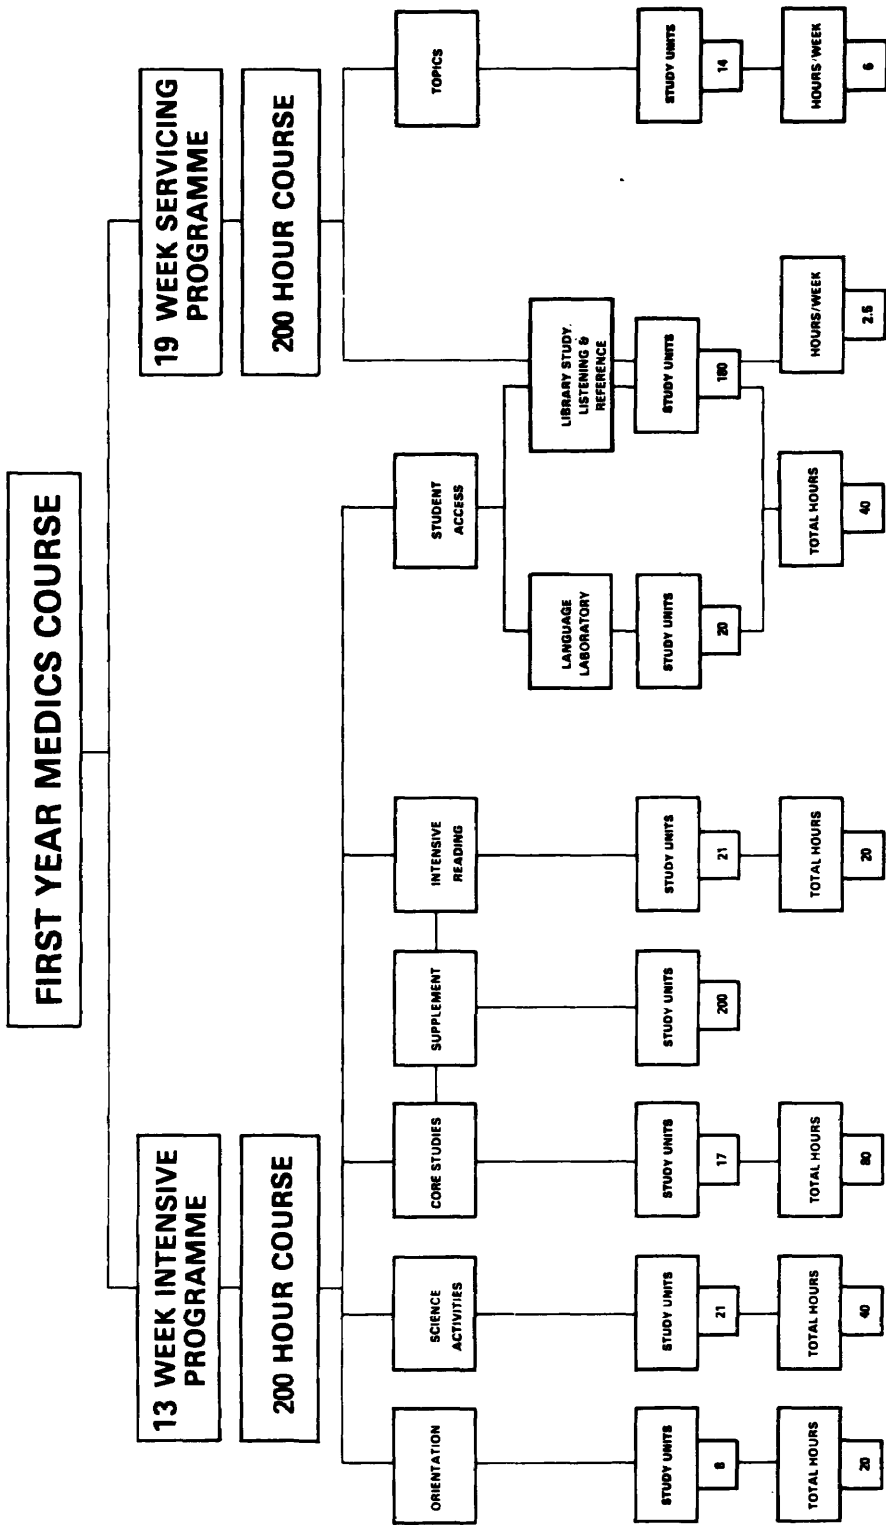 FIRST YEAR MEDICS COURSE
13 WEEK INTENSIVE
PROGRAMME
19 WEEK SERVICING
PROGRAMME
200 HOUR COURSE
200 HOUR COURSE
ORIENTATION
SCIENCE
ACTIVITIES
CORE STUDIES
SUPPLEMENT
INTENSIVE
READING
STUDENT
ACCESS
TOPICS
LANGUAGE
LABORATORY
LIBRARY STUDY.
LISTENING &
REFERENCE
STUDY UNITS
8
STUDY UNITS
21
STUDY UNITS
17
STUDY UNITS
200
STUDY UNITS
21
STUDY UNITS
20
STUDY UNITS
180
STUDY UNITS
14
TOTAL HOURS
20
TOTAL HOURS
40
TOTAL HOURS
80
TOTAL HOURS
20
TOTAL HOURS
40
HOURS/WEEK
2.5
HOURS/WEEK
6